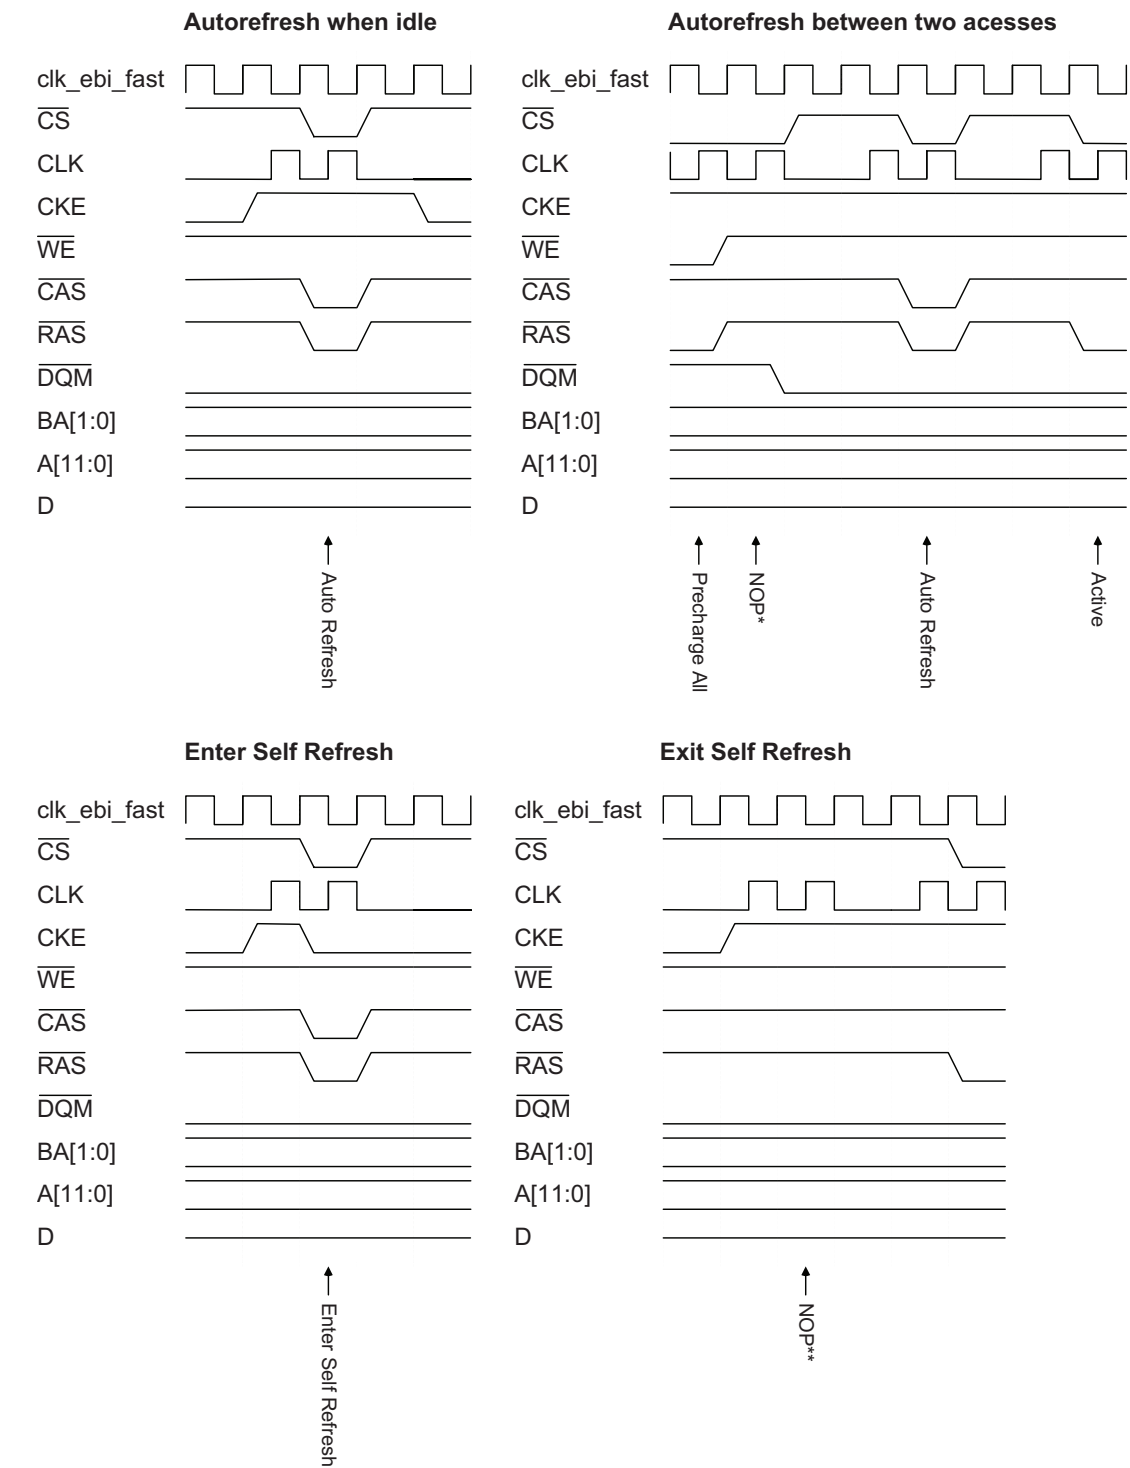 Autorefresh when idle
clk_ebi_fast
CS
CLK
CKE
WE
CAS
RAS
DQM
BA[1:0]
A[11:0]
D
Auto Refresh
Autorefresh between two acesses
clk_ebi_fast
CS
CLK
CKE
WE
CAS
RAS
DQM
BA[1:0]
A[11:0]
D
Precharge All
NOP*
Auto Refresh
Active
Enter Self Refresh
clk_ebi_fast
CS
CLK
CKE
WE
CAS
RAS
DQM
BA[1:0]
A[11:0]
D
Enter Self Refresh
Exit Self Refresh
clk_ebi_fast
CS
CLK
CKE
WE
CAS
RAS
DQM
BA[1:0]
A[11:0]
D
NOP**